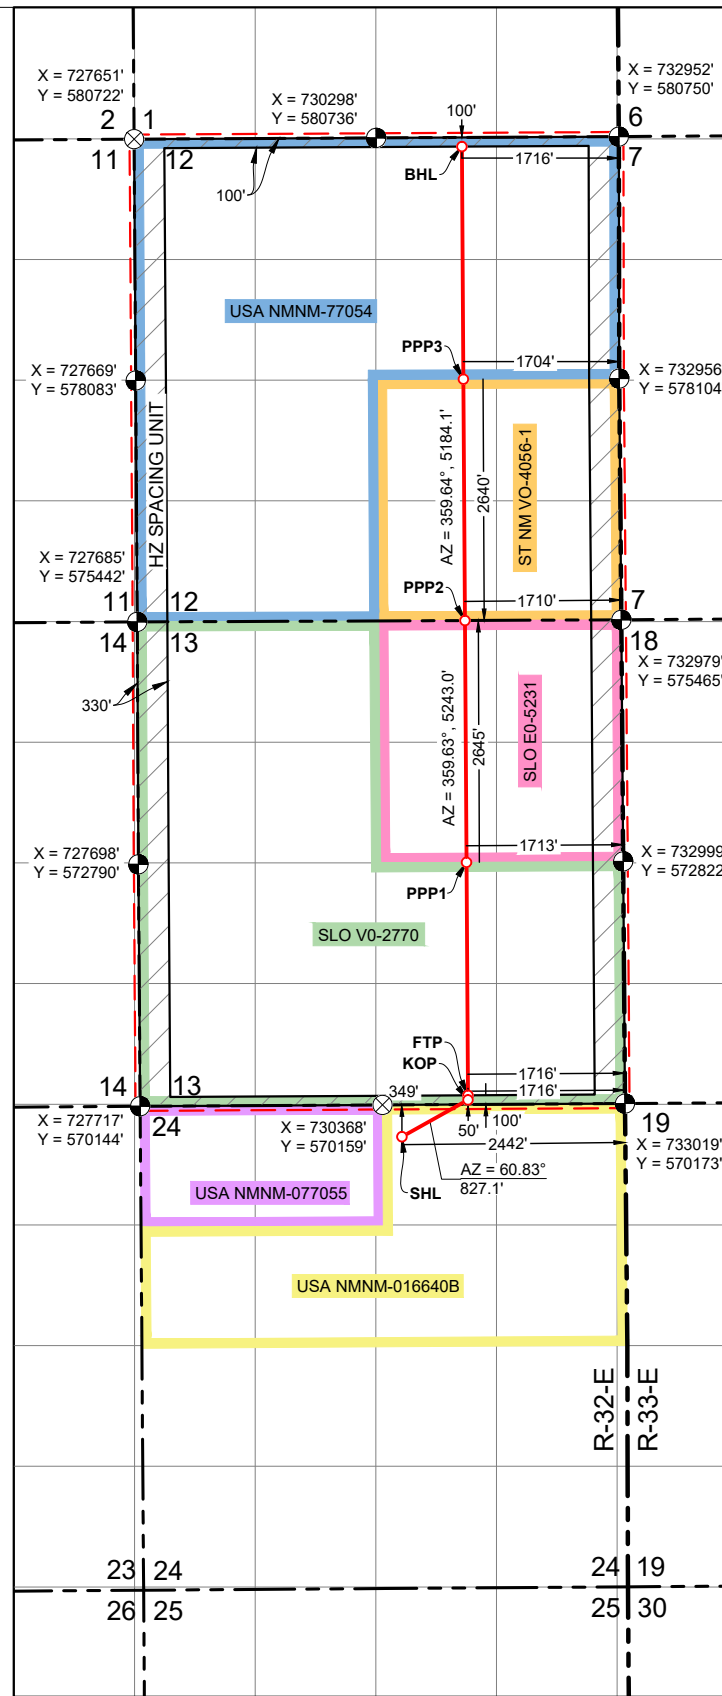 X = 727651'
Y = 580722'
X = 732952'
Y = 580750'
X = 730298'
Y = 580736'
2 1
6
100'
11 12
7
BHL
1716'
100'
USA NMNM-77054
PPP3
1704'
X = 727669'
Y = 578083'
X = 732956'
Y = 578104'
HZ SPACING UNIT
AZ = 359.64°, 5184.1'
2640'
ST NM VO-4056-1
X = 727685'
Y = 575442'
PPP2
1710'
11 12
7
14 13
18
X = 732979'
Y = 575465'
330'
AZ = 359.63°, 5243.0'
2645'
SLO E0-5231
1713'
X = 727698'
Y = 572790'
X = 732999'
Y = 572822'
PPP1
SLO V0-2770
FTP
KOP
1716'
1716'
14 13
349'
24
19
100'
50'
X = 727717'
Y = 570144'
X = 730368'
Y = 570159'
2442'
X = 733019'
Y = 570173'
AZ = 60.83°
827.1'
SHL
USA NMNM-077055
USA NMNM-016640B
R-32-E
R-33-E
23 24
24 19
26 25
25 30